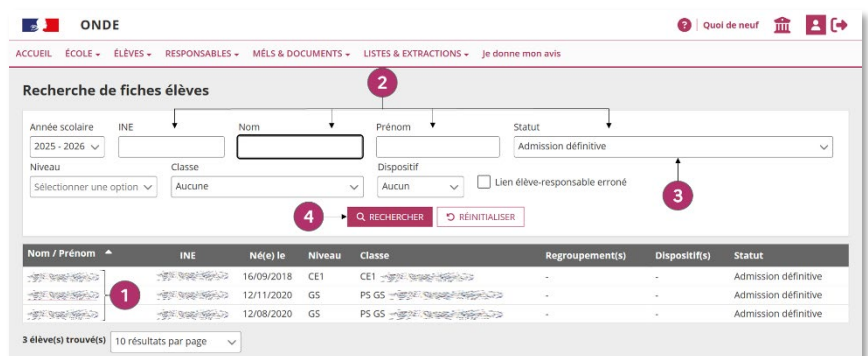 ONDE
? Quoi de neuf
ACCUEIL ÉCOLE ÉLÈVES RESPONSABLES MÉLS & DOCUMENTS LISTES & EXTRACTIONS Je donne mon avis
Recherche de fiches élèves
2
Année scolaire INE Nom Prénom Statut
2025 - 2026 Admission définitive
Niveau Classe Dispositif
Sélectionner une option Aucune Aucun Lien élève-responsable erroné
3
4 RECHERCHER RÉINITIALISER
Nom / Prénom INE Né(e) le Niveau Classe Regroupement(s) Dispositif(s) Statut
16/09/2018 CE1 CE1 - - Admission définitive
1 12/11/2020 GS PS GS - - Admission définitive
12/08/2020 GS PS GS - - Admission définitive
3 élève(s) trouvé(s) 10 résultats par page